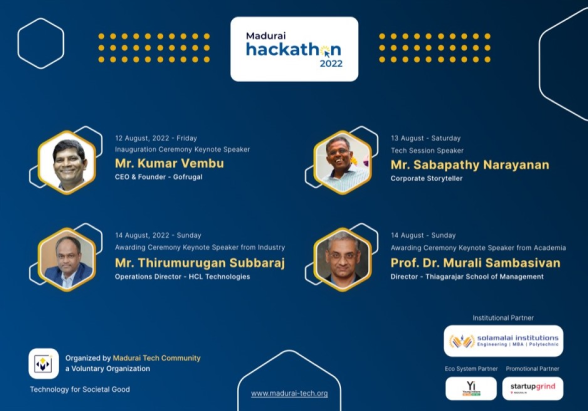 Madurai
hackathon
2022
12 August, 2022 - Friday
Inauguration Ceremony Keynote Speaker
Mr. Kumar Vembu
CEO & Founder - Gofrugal
13 August - Saturday
Tech Session Speaker
Mr. Sabapathy Narayanan
Corporate Storyteller
14 August, 2022 - Sunday
Awarding Ceremony Keynote Speaker from Industry
Mr. Thirumurugan Subbaraj
Operations Director - HCL Technologies
14 August - Sunday
Awarding Ceremony Keynote Speaker from Academia
Prof. Dr. Murali Sambasivan
Director - Thiagarajar School of Management
Institutional Partner
solamalai institutions
Engineering | MBA | Polytechnic
Organized by Madurai Tech Community
a Voluntary Organization
Technology for Societal Good
www.madurai-tech.org
Eco System Partner
Promotional Partner
Yi
startupgrind